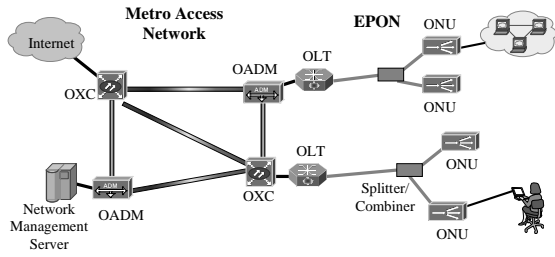 Metro Access
Network
EPON
ONU
Internet
OLT
OADM
OXC
ADM
ONU
OLT
ADM
ONU
OXC
Splitter/
Combiner
OADM
Network
Management
Server
ONU